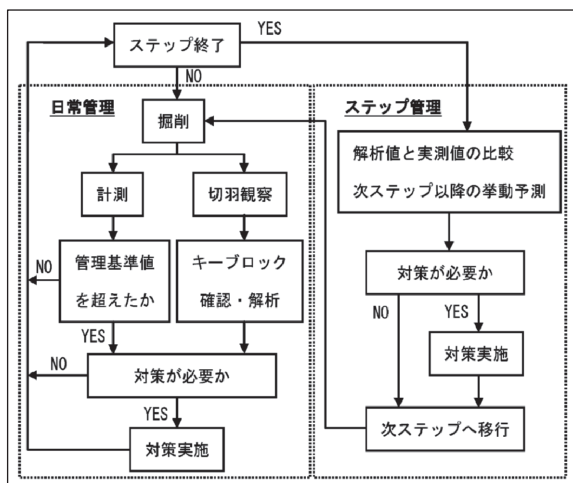 ステップ終了
YES
NO
日常管理
掘削
計測
切羽観察
管理基準値
を超えたか
NO
YES
キーブロック
確認・解析
対策が必要か
NO
YES
対策実施
ステップ管理
解析値と実測値の比較
次ステップ以降の挙動予測
対策が必要か
NO
YES
対策実施
次ステップへ移行